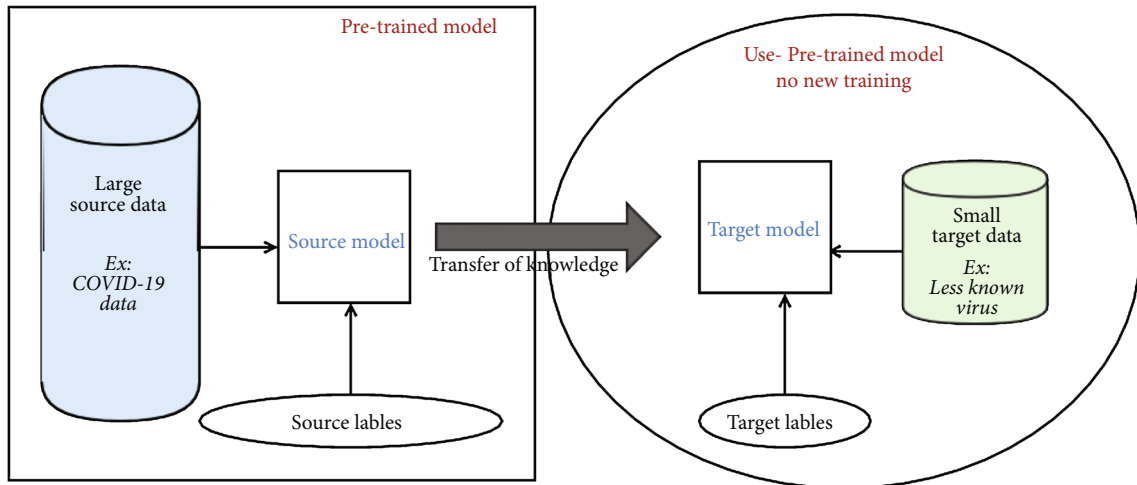 Pre-trained model
Large
source data
Ex:
COVID-19
data
Source model
Source lables
Transfer of knowledge
Use- Pre-trained model
no new training
Target model
Small
target data
Ex:
Less known
virus
Target lables